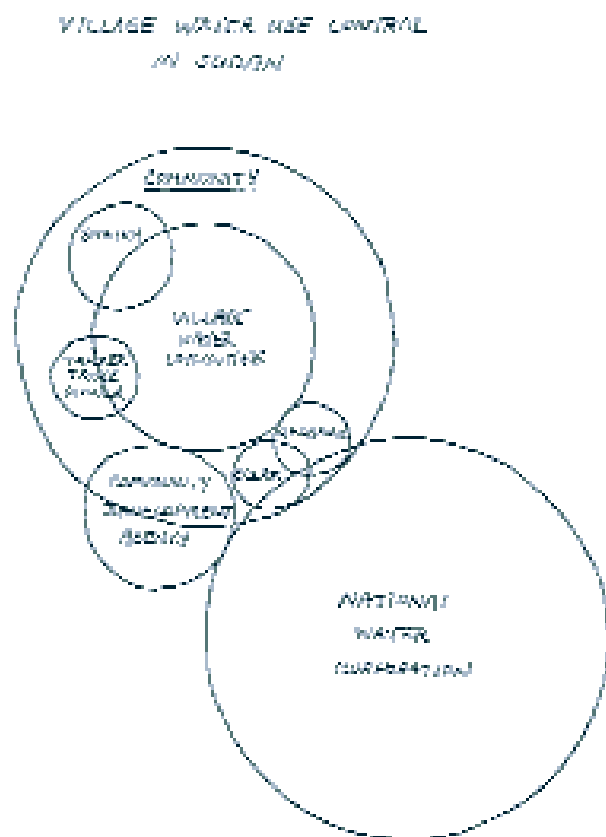 VILLAGE WATER USE CONTROL
IN SUDAN
COMMUNITY
VILLAGE
WATER
COMMITTEE
COMMUNITY
DEVELOPMENT
AGENCY
NATIONAL
WATER
CORPORATION